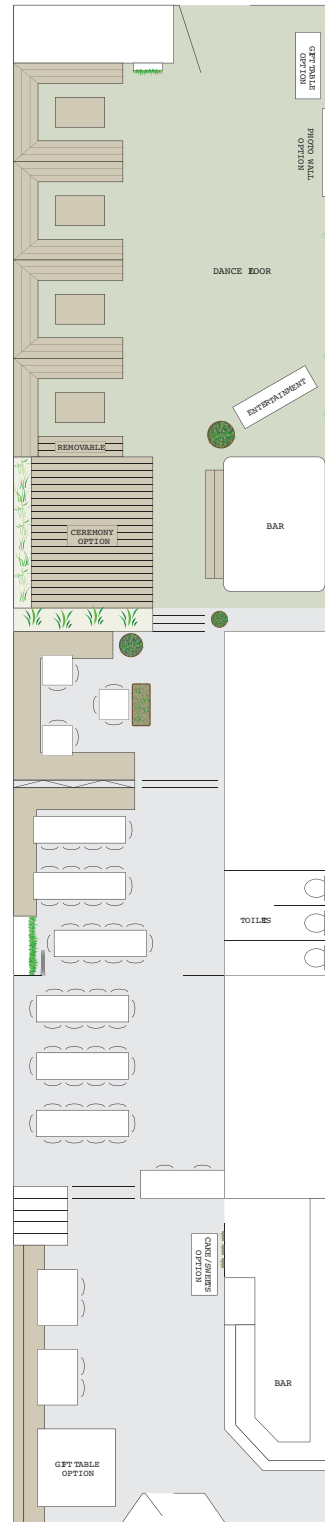 GIFT TABLE
OPTION
PHOTO WALL
OPTION
DANCE FLOOR
ENTERTAINMENT
REMOVABLE
BAR
CEREMONY
OPTION
TOILETS
CAKE/SWEETS
OPTION
BAR
GIFT TABLE
OPTION